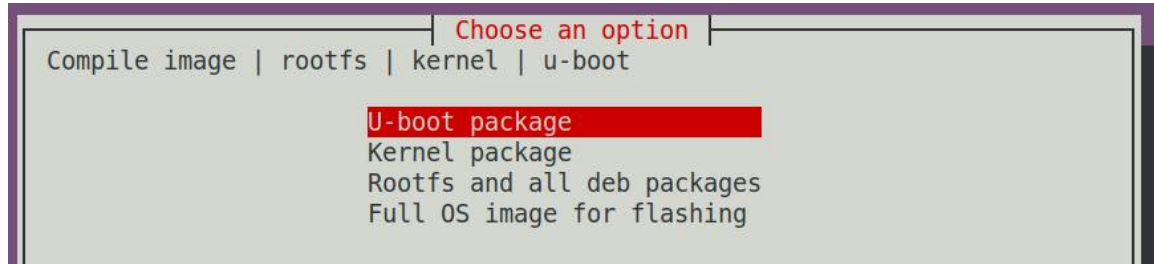 Choose an option
Compile image | rootfs | kernel | u-boot
U-boot package
Kernel package
Rootfs and all deb packages
Full OS image for flashing